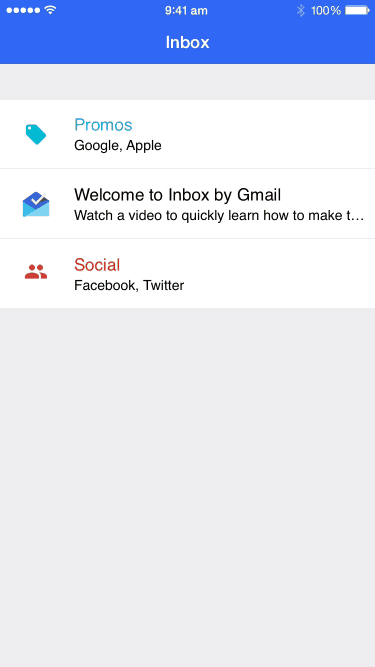 9:41 am
100%
Inbox
Promos
Google, Apple
Welcome to Inbox by Gmail
Watch a video to quickly learn how to make t…
Social
Facebook, Twitter